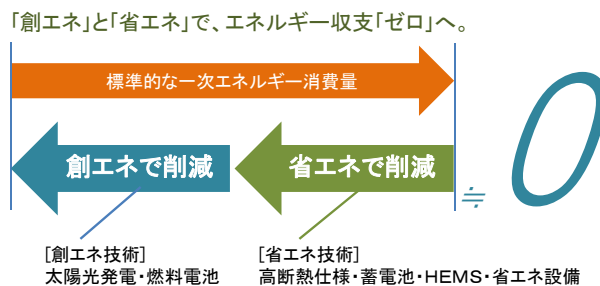 「創エネ」と「省エネ」で、エネルギー収支「ゼロ」へ。
標準的な一次エネルギー消費量
創エネで削減
省エネで削減
≒
0
[創エネ技術]
太陽光発電・燃料電池
[省エネ技術]
高断熱仕様・蓄電池・HEMS・省エネ設備